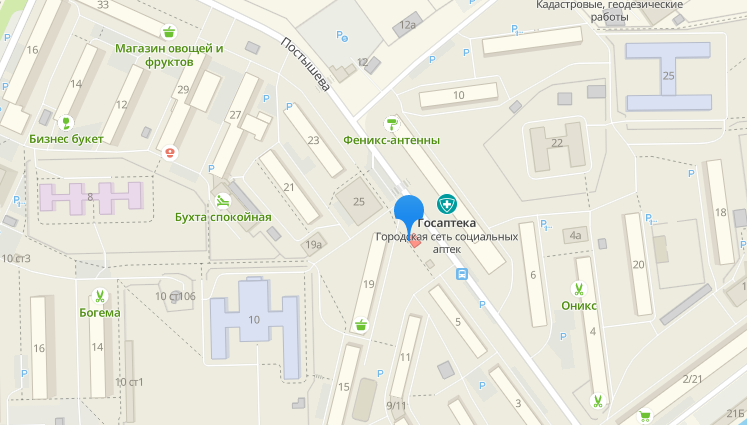 Кадастровые, геодезические
работы
16
Магазин овощей и
фруктов
Постышева
12а
P
P
12
14
29
12
27
P
P
10
25
Бизнес букет
23
Феникс-антенны
22
8
21
25
Бухта спокойная
Госаптека
Городская сеть социальных
аптек
18
P
P
P
19а
4а
10 ст3
6
20
10 ст106
19
P
Оникс
Богема
10
5
16
14
4
11
15
P
P
10 ст1
3
2/21
9/11
21Б